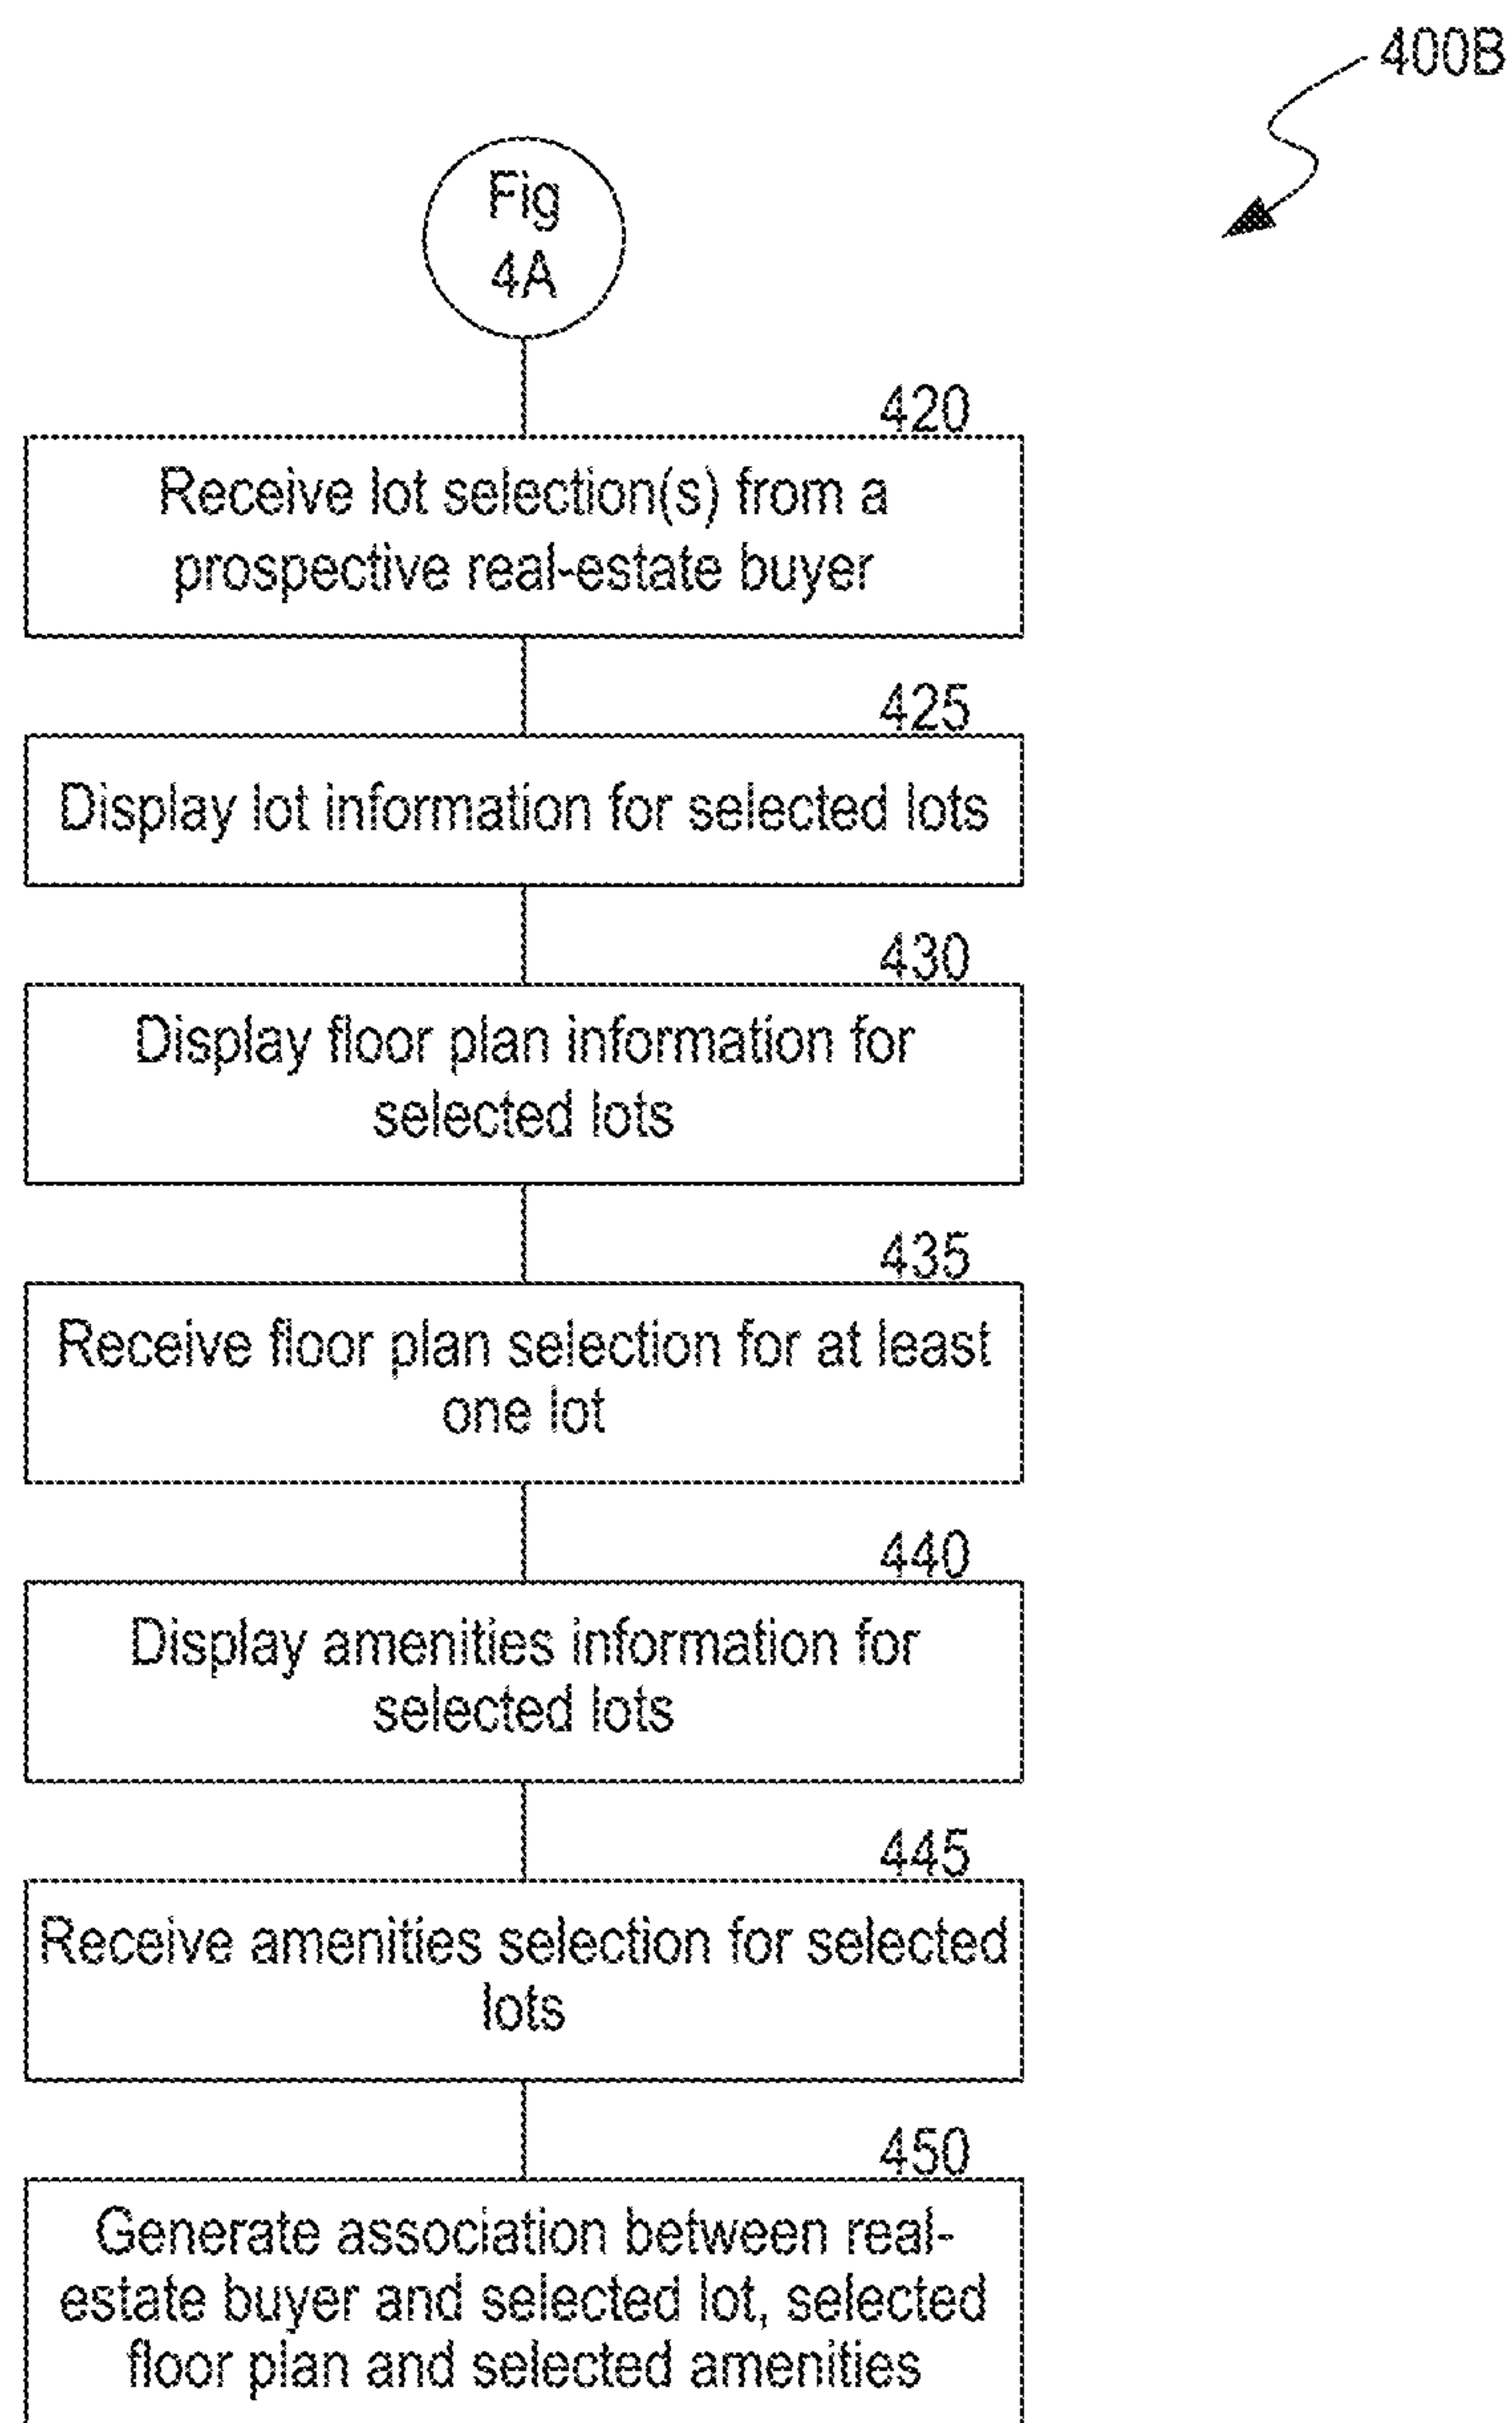 400B
Fig
4A
420
Receive lot selection(s) from a
prospective real-estate buyer
425
Display lot information for selected lots
430
Display floor plan information for
selected lots
435
Receive floor plan selection for at least
one lot
440
Display amenities information for
selected lots
445
Receive amenities selection for selected
lots
450
Generate association between real-
estate buyer and selected lot, selected
floor plan and selected amenities